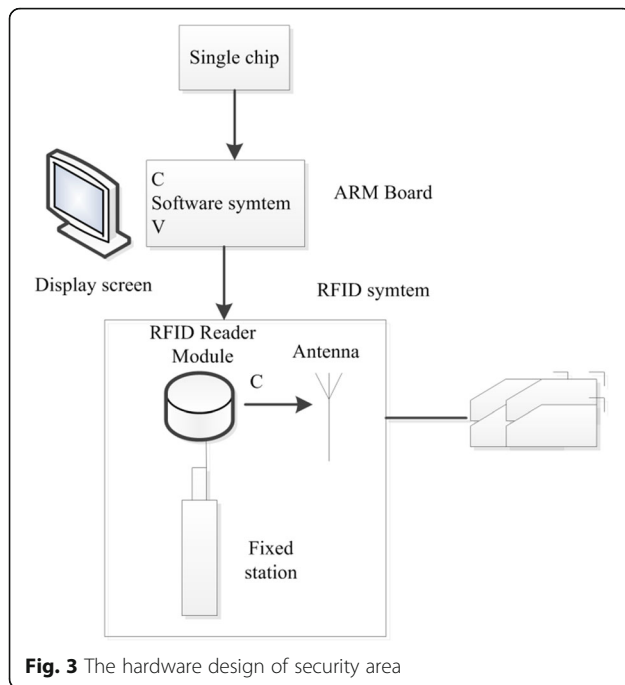 Single chip
C
Software symtem
V
ARM Board
Display screen
RFID symtem
RFID Reader
Module
Antenna
C
Fixed
station
Fig. 3 The hardware design of security area